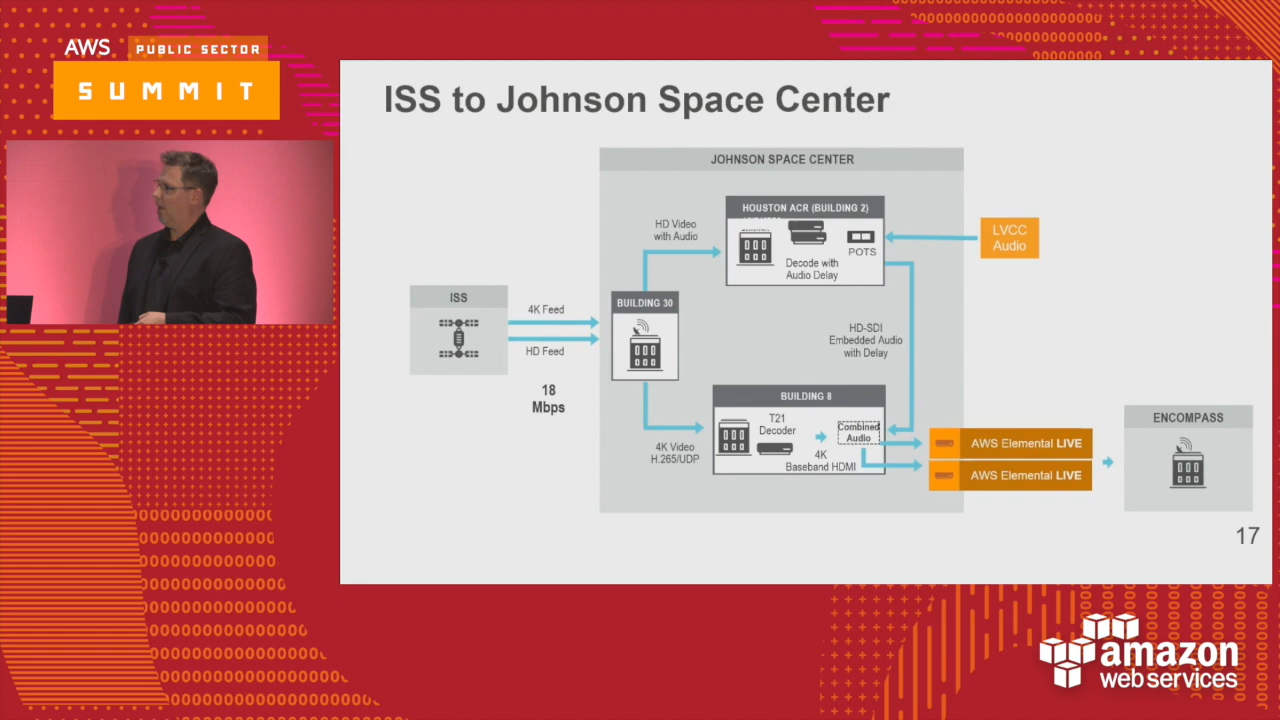 AWS PUBLIC SECTOR
SUMMIT
ISS to Johnson Space Center
JOHNSON SPACE CENTER
HOUSTON ACR (BUILDING 2)
HD Video
with Audio
Decode with
Audio Delay
POTS
LVCC
Audio
ISS
4K Feed
HD Feed
18
Mbps
BUILDING 30
HD-SDI
Embedded Audio
with Delay
4K Video
H.265/UDP
BUILDING 8
T21
Decoder
4K
Baseband HDMI
Combined
Audio
AWS Elemental LIVE
AWS Elemental LIVE
ENCOMPASS
17
amazon
web services